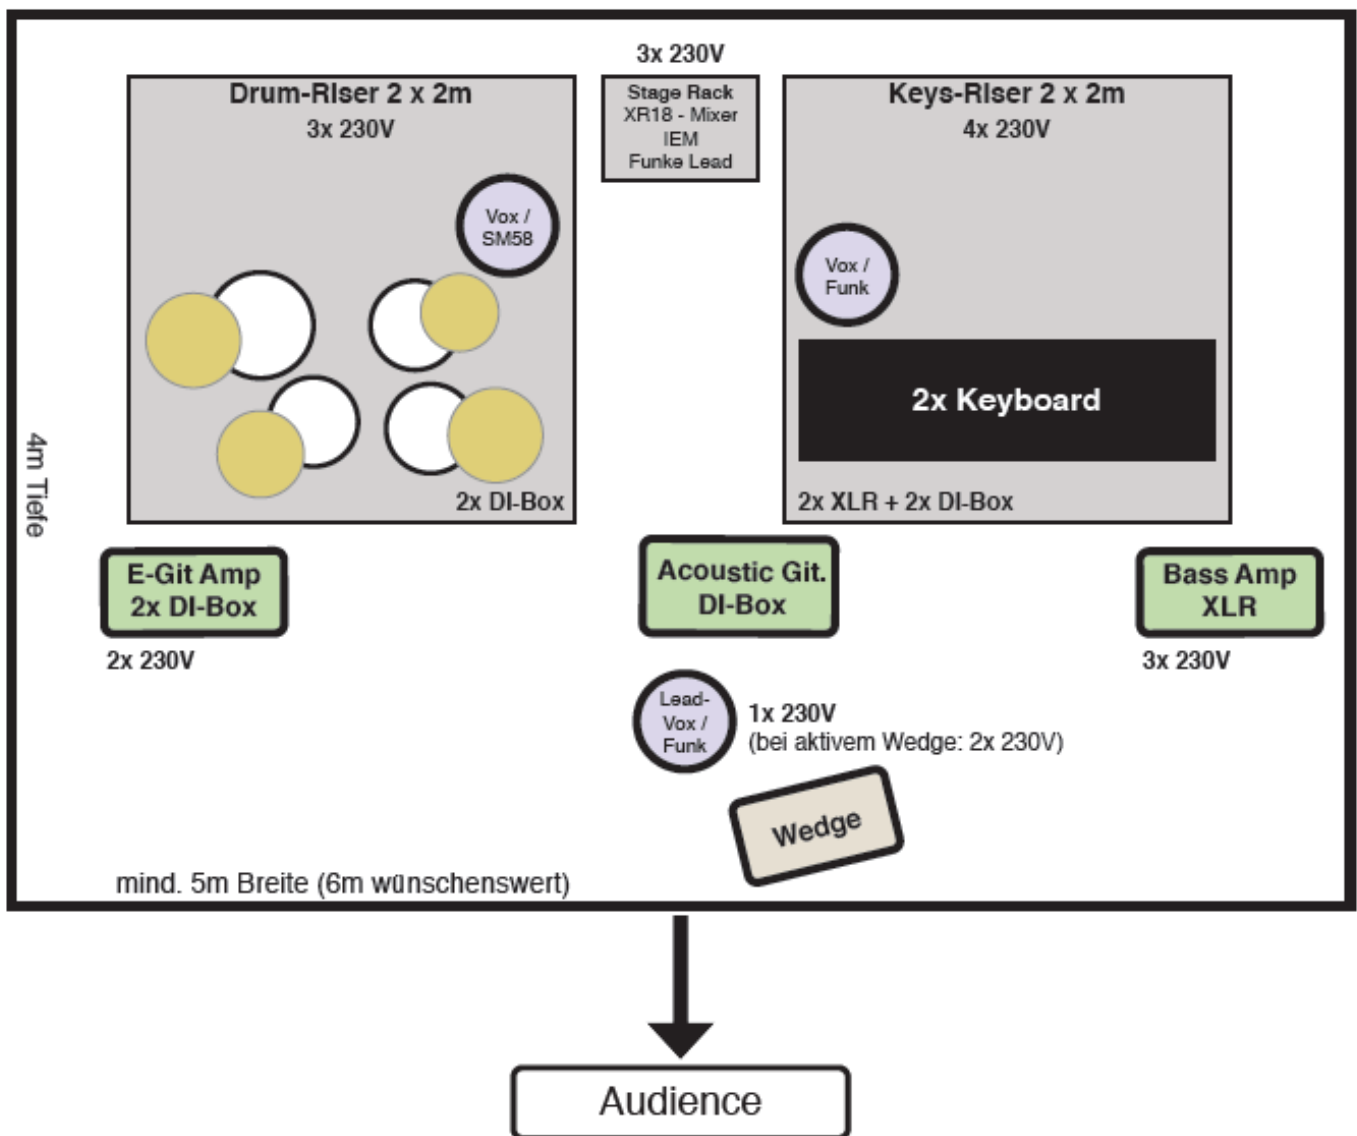 3x 230V
Drum-RIser 2 x 2m
3x 230V
Stage Rack
XR18 - Mixer
IEM
Funke Lead
Keys-RIser 2 x 2m
4x 230V
Vox /
SM58
Vox /
Funk
2x Keyboard
4m Tiefe
2x DI-Box
2x XLR + 2x DI-Box
E-Git Amp
2x DI-Box
2x 230V
Acoustic Git.
DI-Box
Bass Amp
XLR
3x 230V
Lead-
Vox /
Funk
1x 230V
(bei aktivem Wedge: 2x 230V)
Wedge
mind. 5m Breite (6m wünschenswert)
Audience